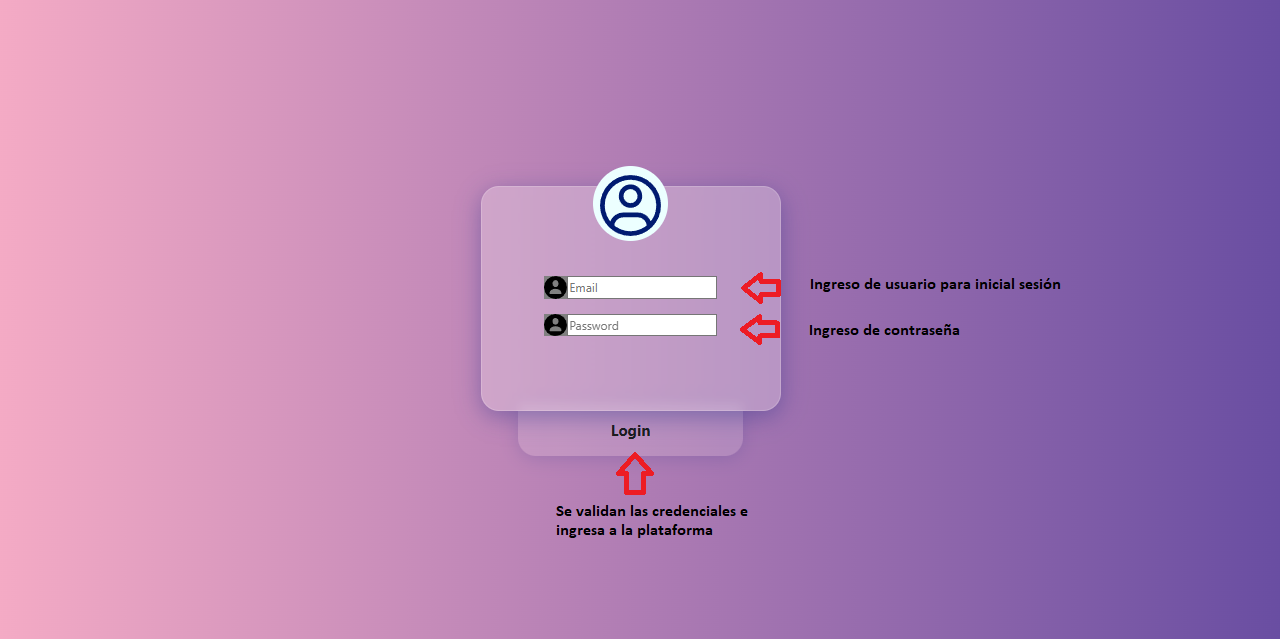 Email
Ingreso de usuario para inicial sesión
Password
Ingreso de contraseña
Login
Se validan las credenciales e
ingresa a la plataforma